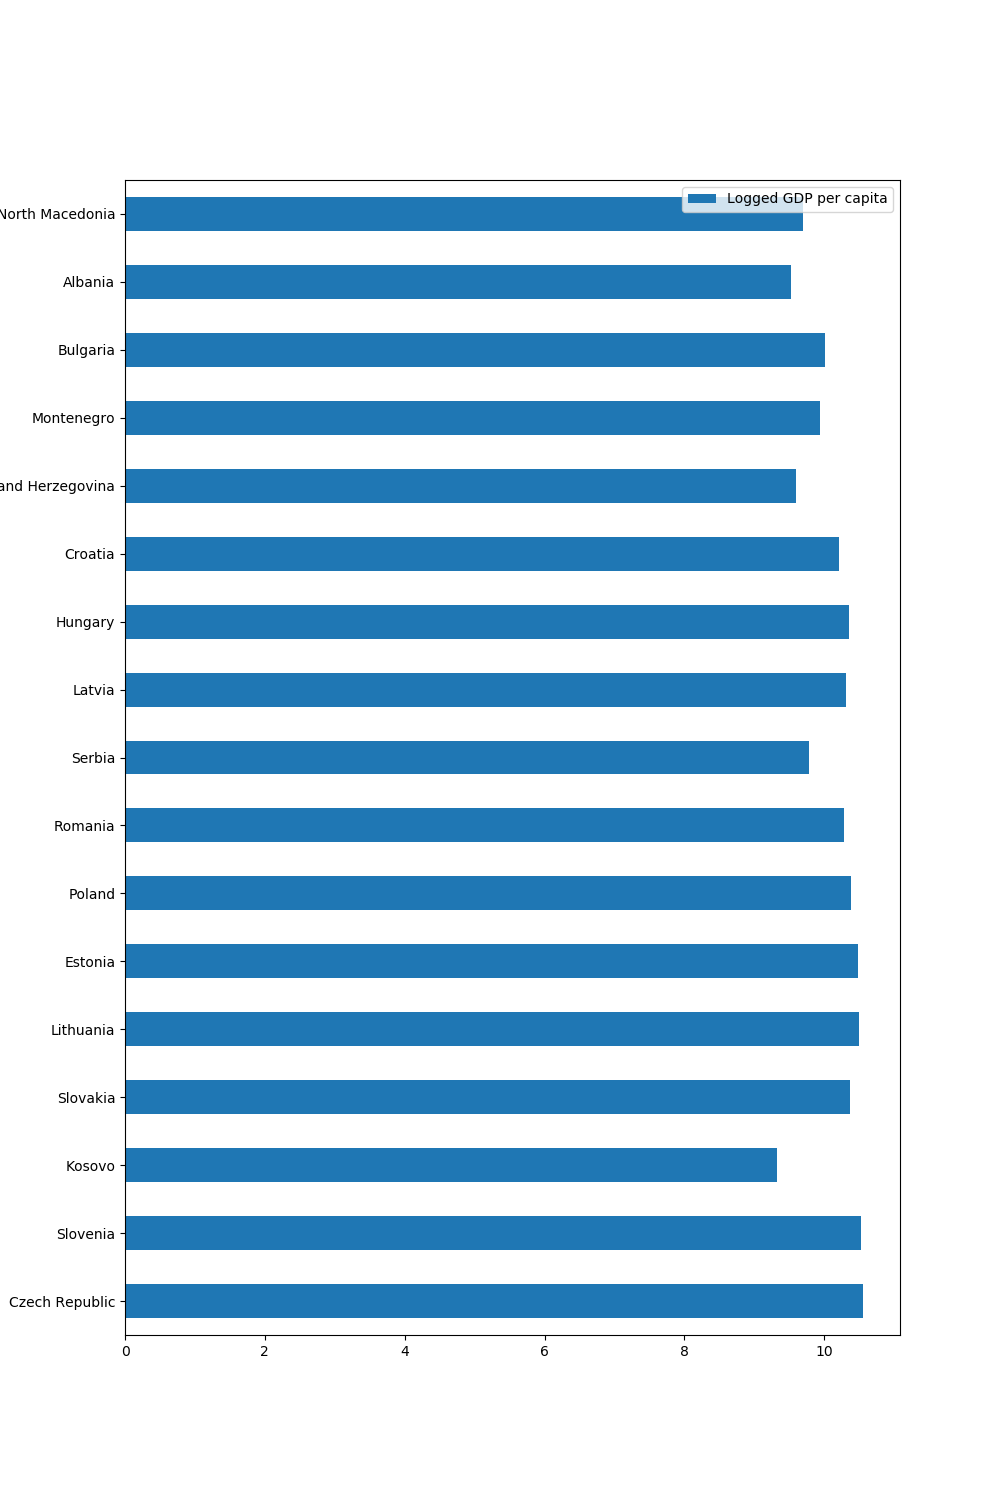 Logged GDP per capita
North Macedonia
Albania
Bulgaria
Montenegro
and Herzegovina
Croatia
Hungary
Latvia
Serbia
Romania
Poland
Estonia
Lithuania
Slovakia
Kosovo
Slovenia
Czech Republic
0 2 4 6 8 10